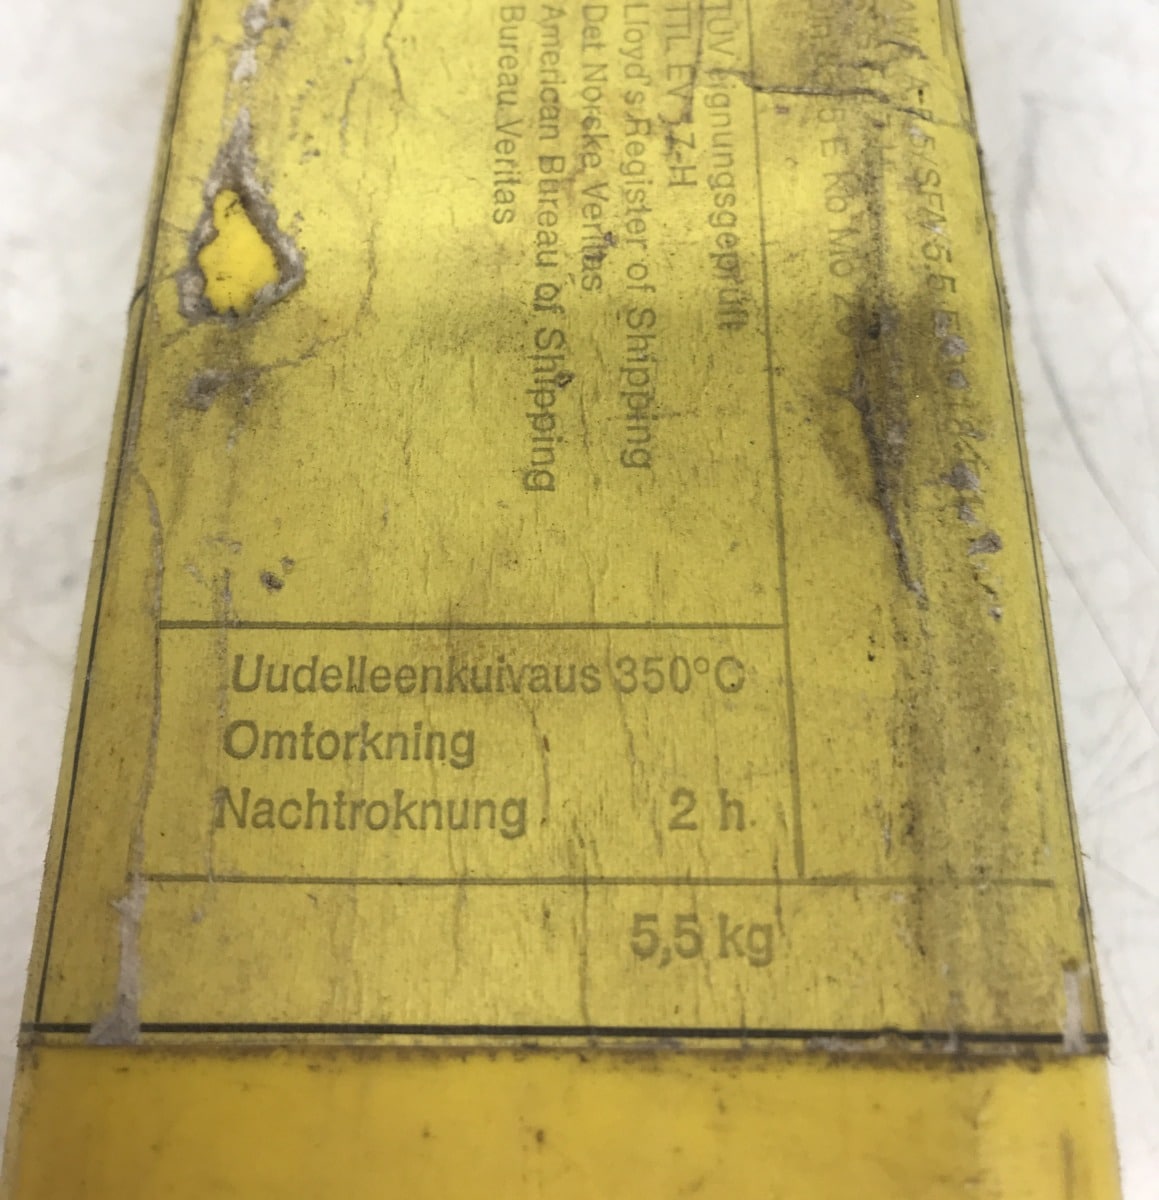 TÜV eignungsgeprüft
Lloyd's Register of Shipping
Det Norske Veritas
American Bureau of Shipping
Bureau Veritas
Uudelleenkuivaus 350°C
Omtorkning
Nachtroknung 2 h
5,5 kg